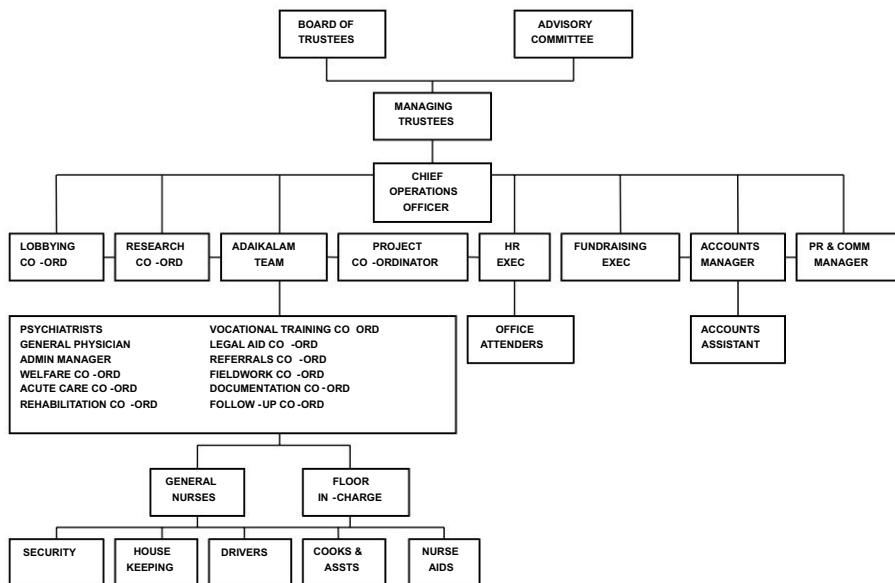 BOARD OF
TRUSTEES
ADVISORY
COMMITTEE
MANAGING
TRUSTEES
CHIEF
OPERATIONS
OFFICER
LOBBYING
CO -ORD
RESEARCH
CO -ORD
ADAIKALAM
TEAM
PROJECT
CO -ORDINATOR
HR
EXEC
FUNDRAISING
EXEC
ACCOUNTS
MANAGER
PR & COMM
MANAGER
PSYCHIATRISTS
GENERAL PHYSICIAN
ADMIN MANAGER
WELFARE CO -ORD
ACUTE CARE CO -ORD
REHABILITATION CO -ORD
VOCATIONAL TRAINING CO ORD
LEGAL AID CO -ORD
REFERRALS CO -ORD
FIELDWORK CO -ORD
DOCUMENTATION CO -ORD
FOLLOW -UP CO -ORD
OFFICE
ATTENDERS
ACCOUNTS
ASSISTANT
GENERAL
NURSES
FLOOR
IN -CHARGE
SECURITY
HOUSE
KEEPING
DRIVERS
COOKS &
ASSTS
NURSE
AIDS